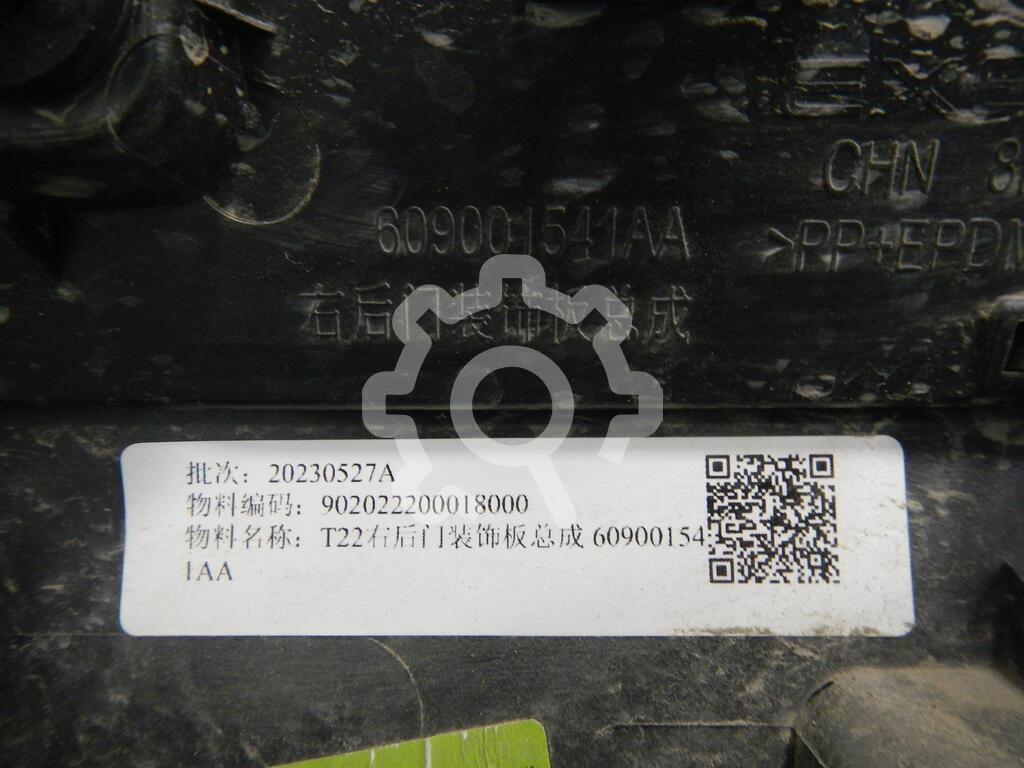 CHN
609001541AA
>PP+EPDM
右后门装饰板总成
批次：20230527A
物料编码：902022200018000
物料名称：T22右后门装饰板总成 60900154
1AA